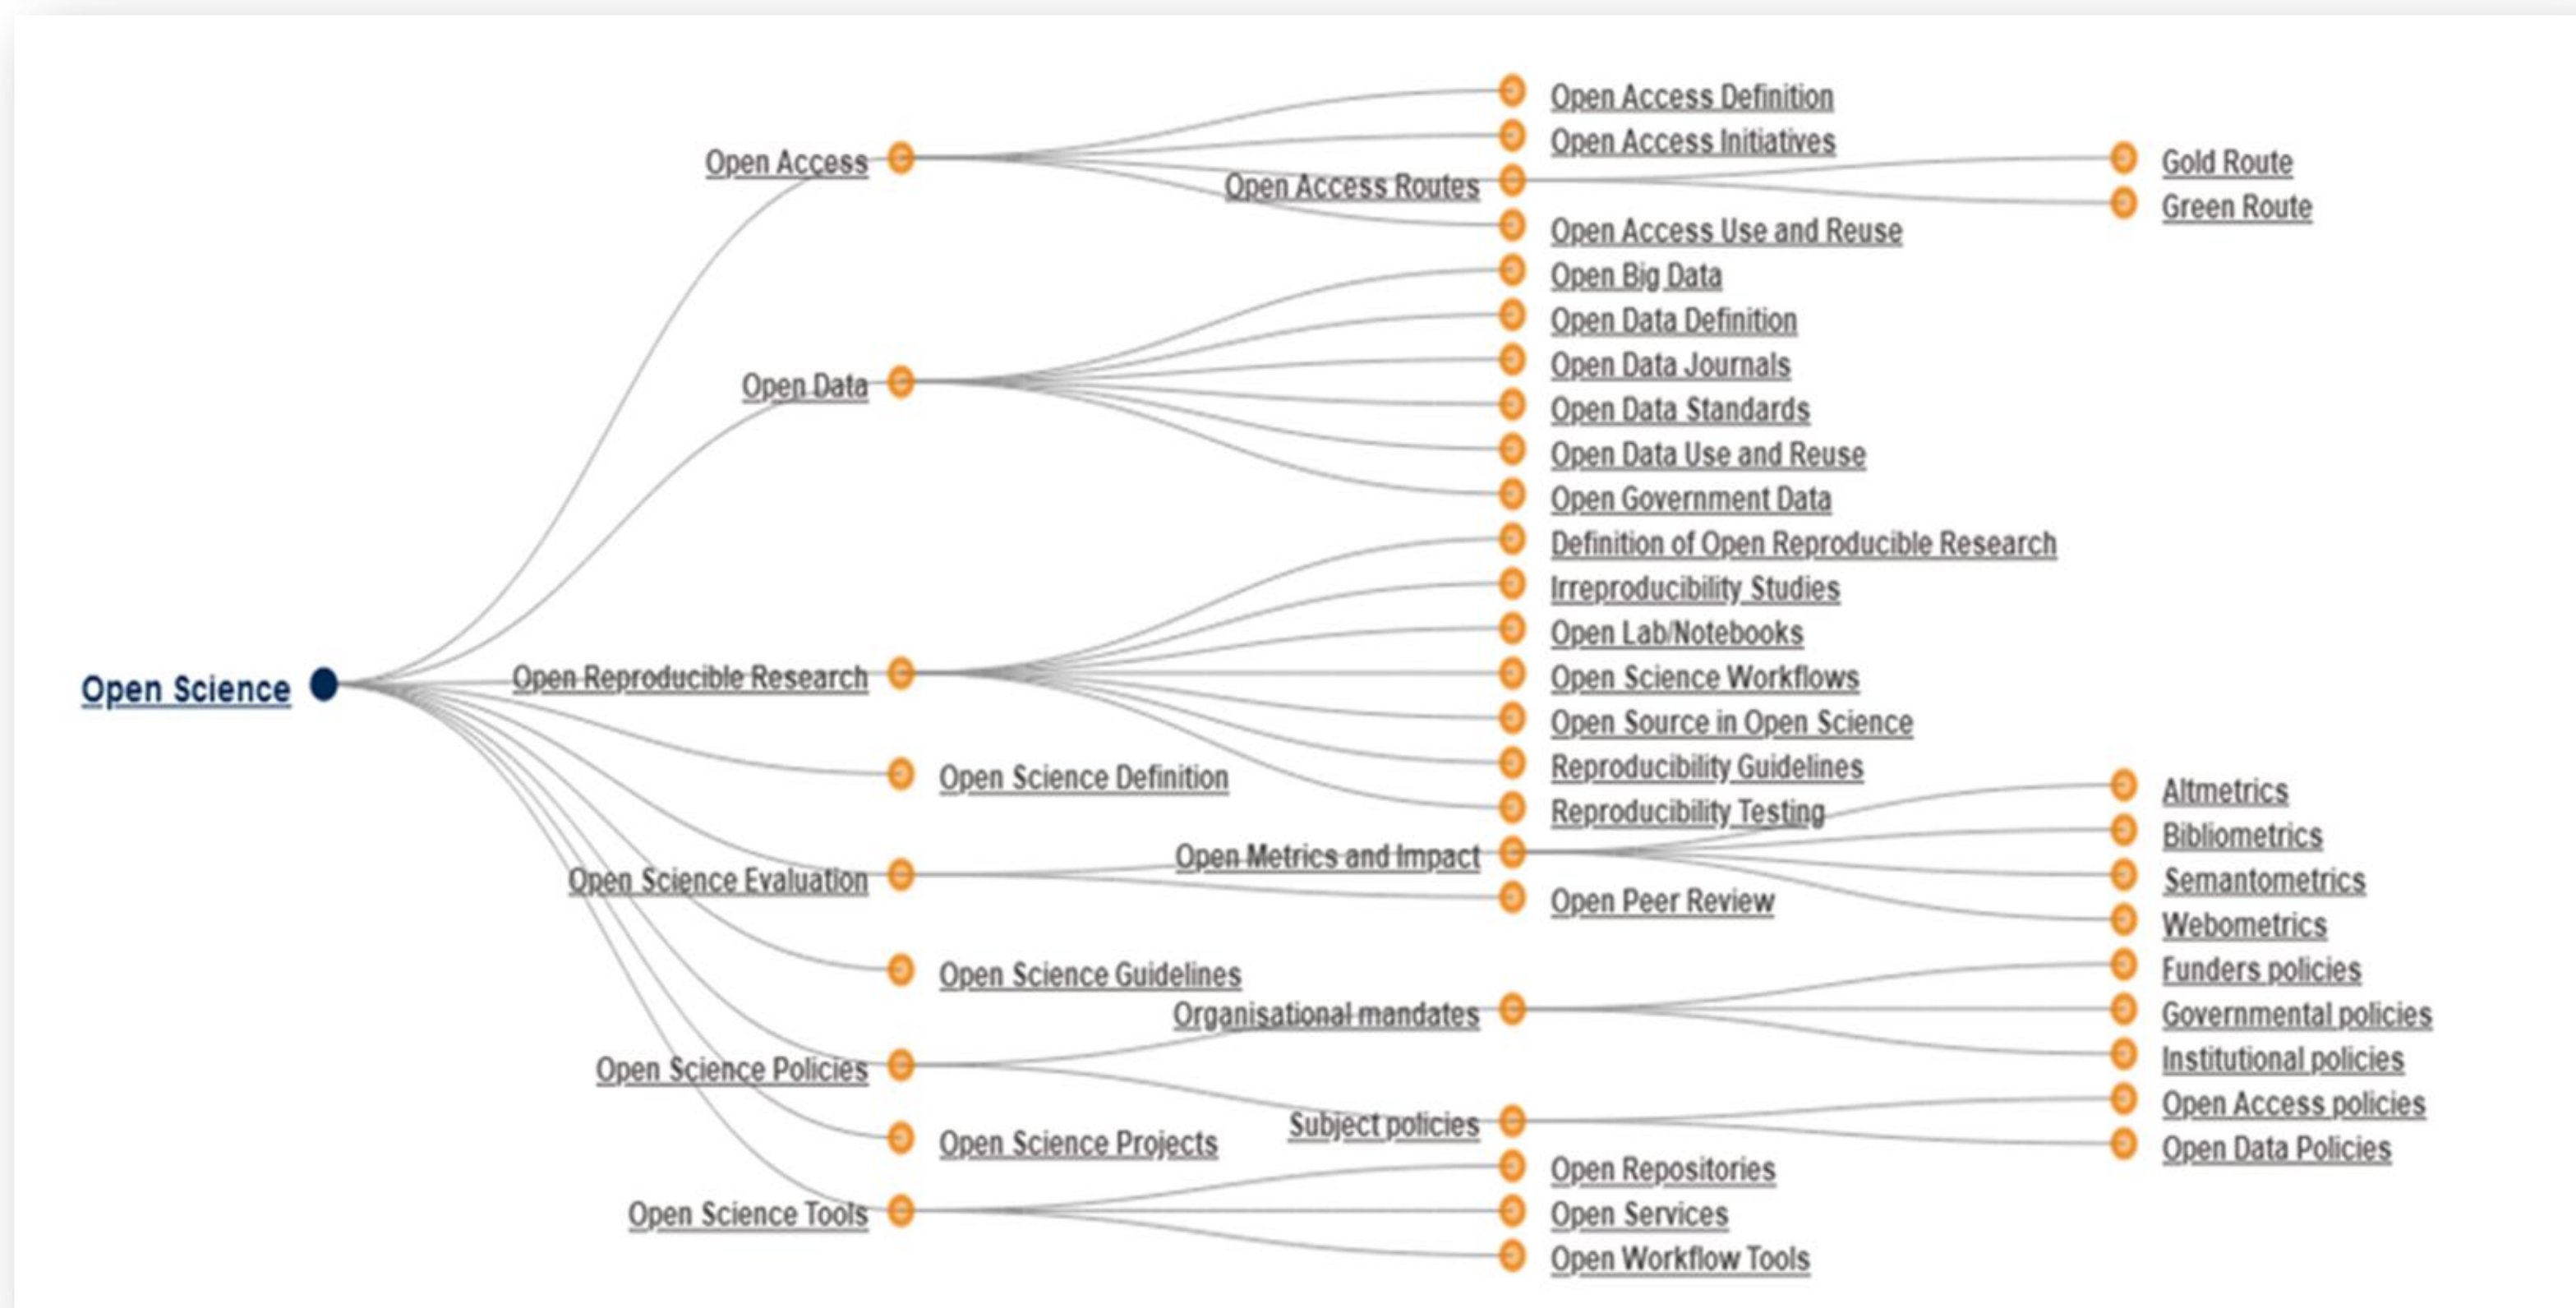 Open Science
Open Access
Open Access Definition
Open Access Initiatives
Open Access Routes
Gold Route
Green Route
Open Access Use and Reuse
Open Data
Open Big Data
Open Data Definition
Open Data Journals
Open Data Standards
Open Data Use and Reuse
Open Government Data
Open Reproducible Research
Definition of Open Reproducible Research
Irreproducibility Studies
Open Lab/Notebooks
Open Science Workflows
Open Source in Open Science
Reproducibility Guidelines
Reproducibility Testing
Open Science Definition
Open Science Evaluation
Open Metrics and Impact
Altmetrics
Bibliometrics
Semantometrics
Webometrics
Open Peer Review
Open Science Guidelines
Open Science Policies
Organisational mandates
Funders policies
Governmental policies
Institutional policies
Subject policies
Open Access policies
Open Data Policies
Open Science Projects
Open Science Tools
Open Repositories
Open Services
Open Workflow Tools